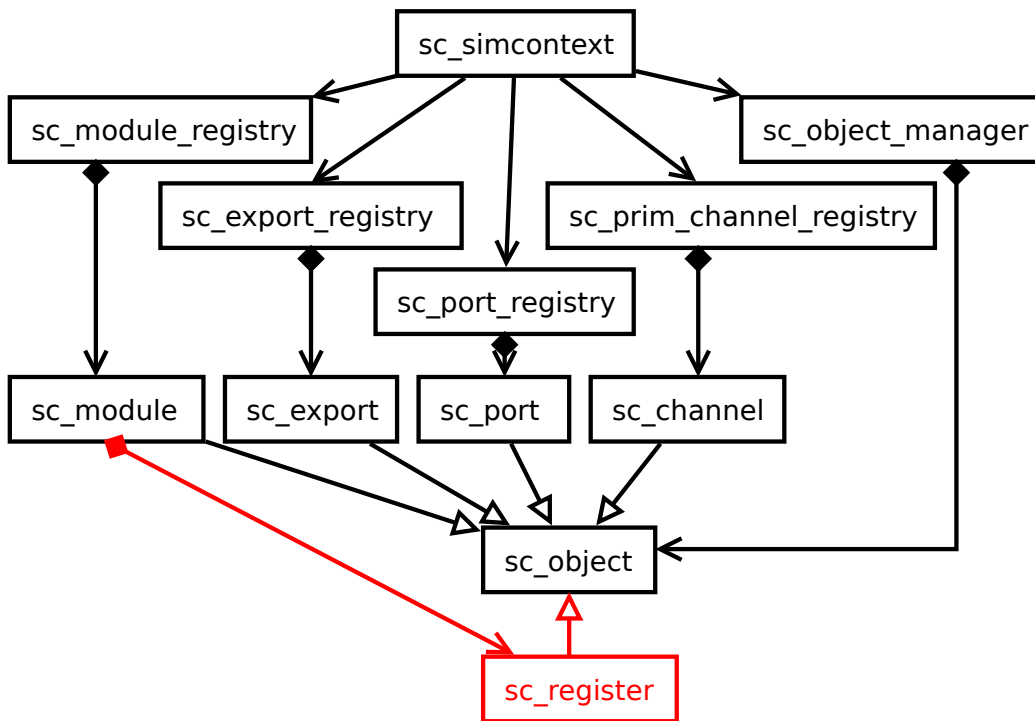 sc_simcontext
sc_module_registry
sc_object_manager
sc_export_registry
sc_prim_channel_registry
sc_port_registry
sc_module
sc_export
sc_port
sc_channel
sc_object
sc_register